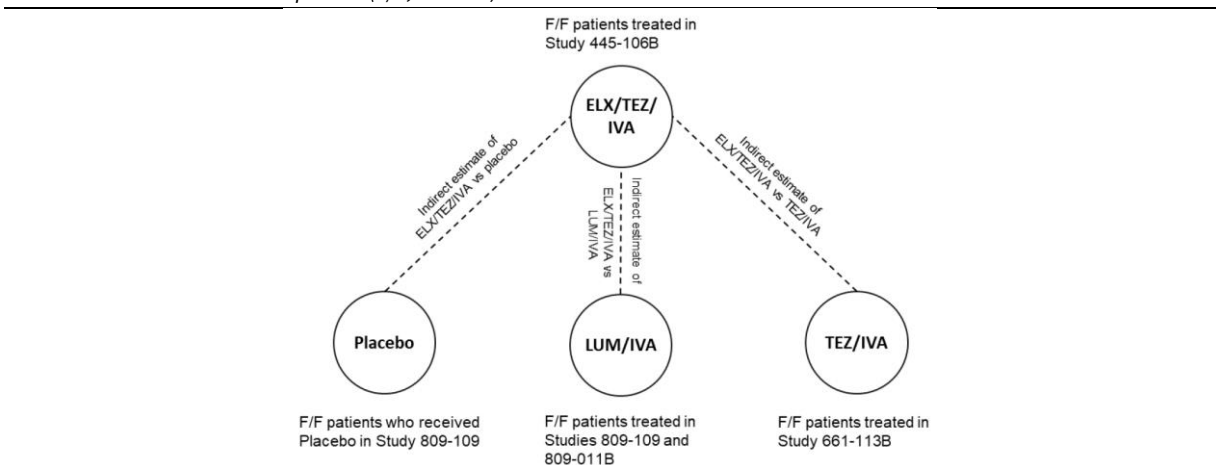 F/F patients treated in
Study 445-106B
ELX/TEZ/
IVA
Indirect estimate of
ELX/TEZ/IVA vs placebo
Indirect estimate of
ELX/TEZ/IVA vs
LUM/IVA
Indirect estimate of
ELX/TEZ/IVA vs TEZ/IVA
Placebo
LUM/IVA
TEZ/IVA
F/F patients who received
Placebo in Study 809-109
F/F patients treated in
Studies 809-109 and
809-011B
F/F patients treated in
Study 661-113B